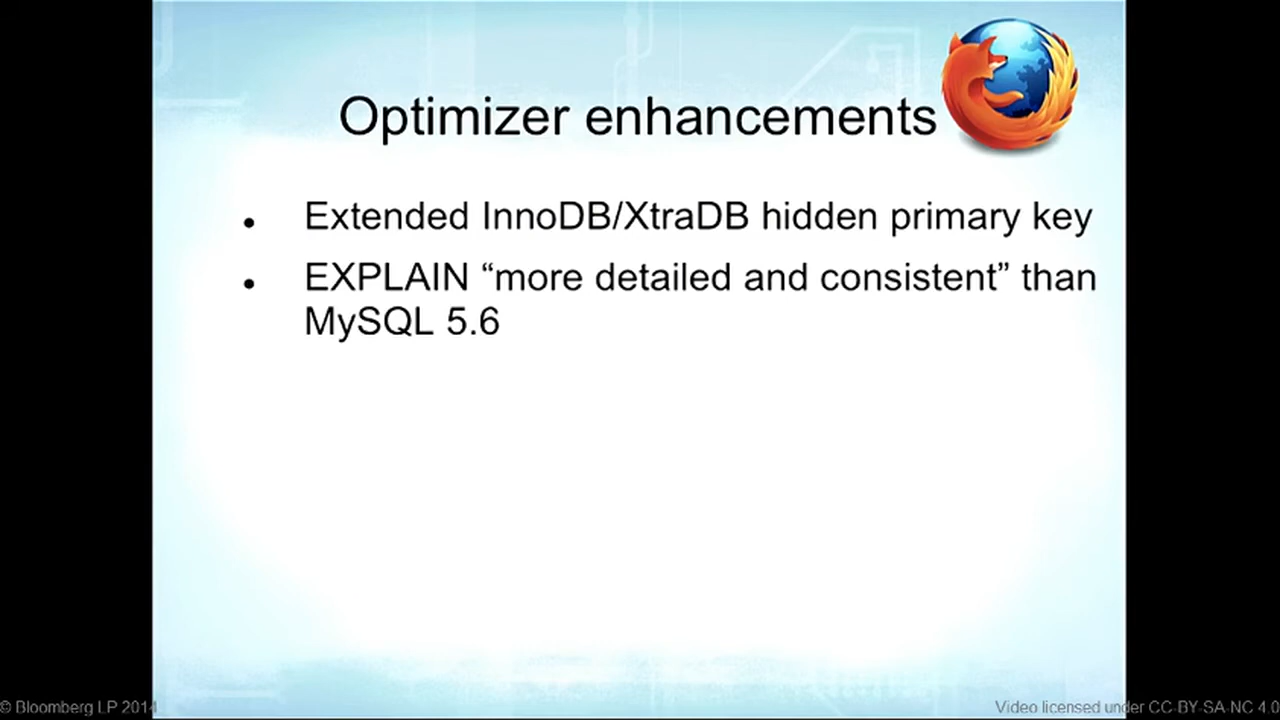 Optimizer enhancements
• Extended InnoDB/XtraDB hidden primary key
• EXPLAIN “more detailed and consistent” than
MySQL 5.6
© Bloomberg LP 2014
Video licensed under CC-BY-SA-NC 4.0